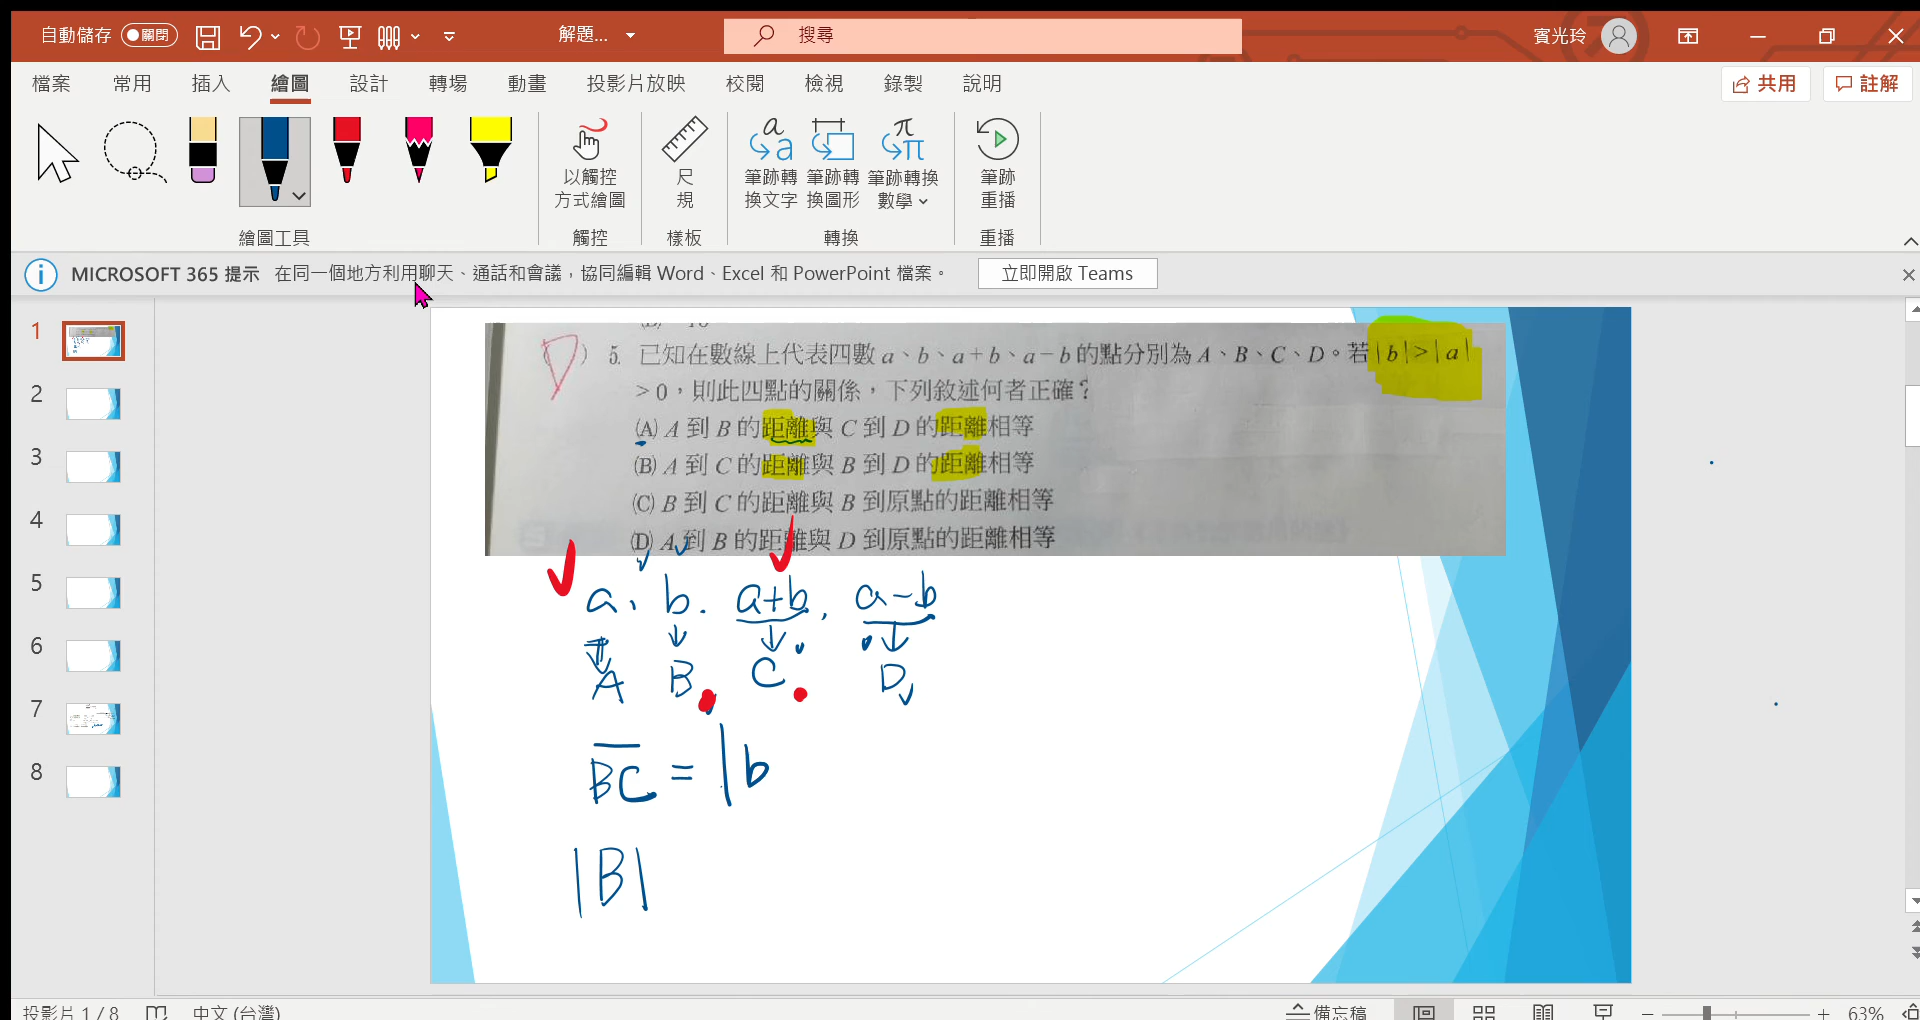 自動儲存 關閉 解題... 搜尋 賓光玲
檔案 常用 插入 繪圖 設計 轉場 動畫 投影片放映 校閱 檢視 錄製 說明 共用 註解
以觸控
方式繪圖
尺
規
筆跡轉
換文字
筆跡轉
換圖形
筆跡轉換
數學
筆跡
重播
繪圖工具 觸控 樣板 轉換 重播
MICROSOFT 365 提示 在同一個地方利用聊天、通話和會議，協同編輯 Word、Excel 和 PowerPoint 檔案。 立即開啟 Teams
1
2
3
4
5
6
7
8
(D) 5. 已知在數線上代表四數 a、b、a+b、a-b 的點分別為 A、B、C、D。若 |b|>|a|
>0，則此四點的關係，下列敘述何者正確？
(A) A 到 B 的距離與 C 到 D 的距離相等
(B) A 到 C 的距離與 B 到 D 的距離相等
(C) B 到 C 的距離與 B 到原點的距離相等
(D) A 到 B 的距離與 D 到原點的距離相等
a、b. a+b, a-b
A B C D
BC = |b
|B|
投影片 1 / 8 中文 (台灣) 備忘稿 63%